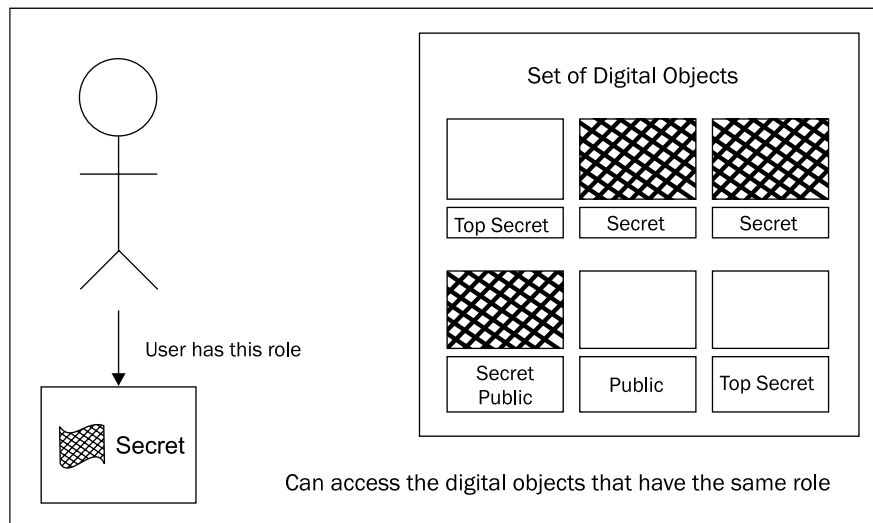 Set of Digital Objects
Top Secret
Secret
Secret
User has this role
Secret
Public
Public
Top Secret
Secret
Can access the digital objects that have the same role